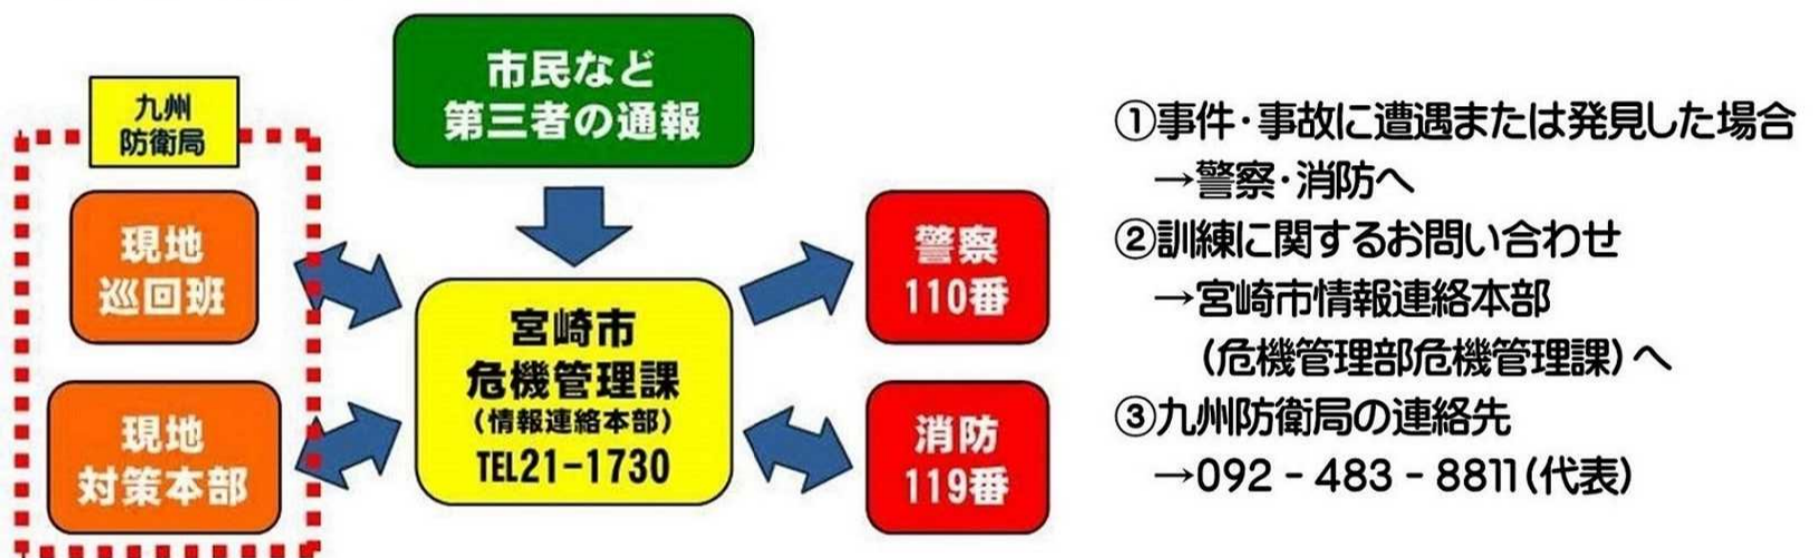 市民など
第三者の通報
九州
防衛局
現地
巡回班
現地
対策本部
宮崎市
危機管理課
(情報連絡本部)
TEL21-1730
警察
110番
消防
119番
①事件・事故に遭遇または発見した場合
→警察・消防へ
②訓練に関するお問い合わせ
→宮崎市情報連絡本部
(危機管理部危機管理課)へ
③九州防衛局の連絡先
→092-483-8811(代表)